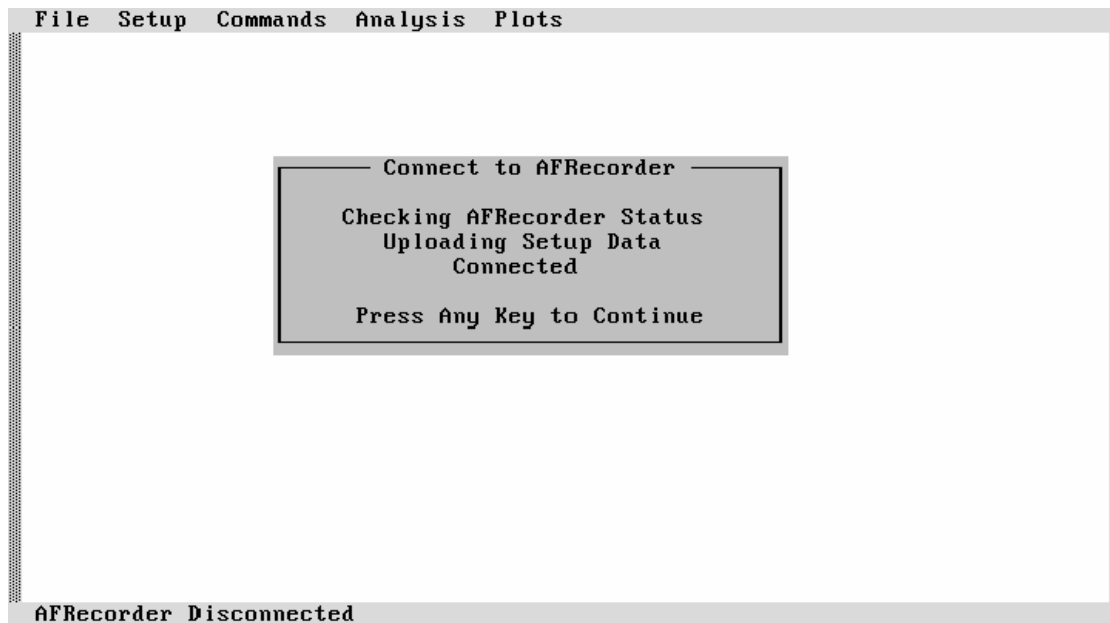 File Setup Commands Analysis Plots
Connect to AFRecorder
Checking AFRecorder Status
Uploading Setup Data
Connected
Press Any Key to Continue
AFRecorder Disconnected